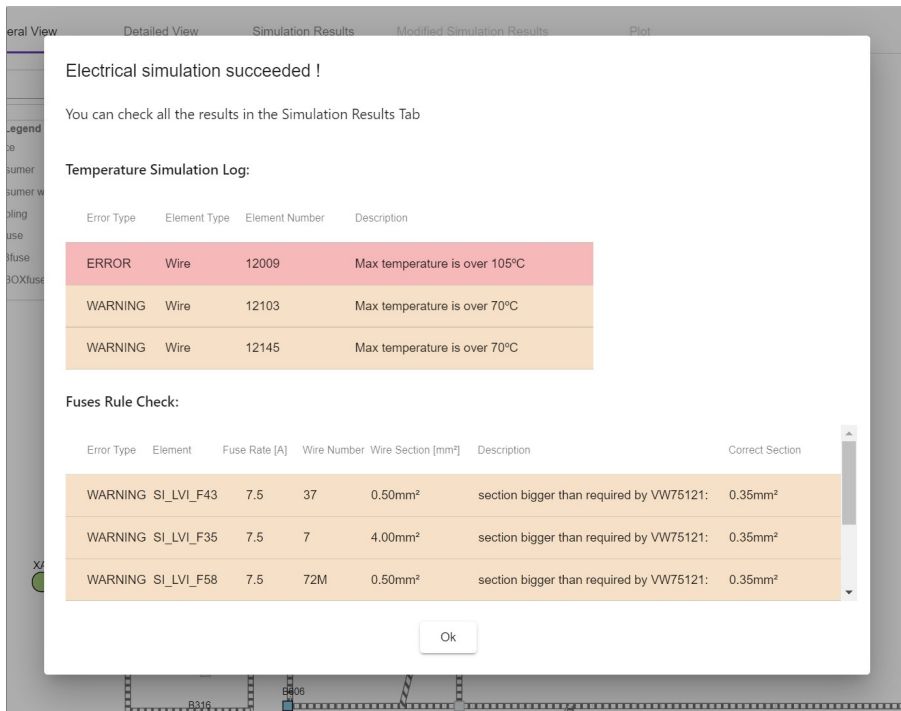 eral View Detailed View Simulation Results Modified Simulation Results Plot
Electrical simulation succeeded !
You can check all the results in the Simulation Results Tab
Legend
ce
sumer
sumer w
pling
use
3fuse
BOXfuse
Temperature Simulation Log:
Error Type Element Type Element Number Description
ERROR Wire 12009 Max temperature is over 105ºC
WARNING Wire 12103 Max temperature is over 70ºC
WARNING Wire 12145 Max temperature is over 70ºC
Fuses Rule Check:
Error Type Element Fuse Rate [A] Wire Number Wire Section [mm²] Description Correct Section
WARNING SI_LVI_F43 7.5 37 0.50mm² section bigger than required by VW75121: 0.35mm²
WARNING SI_LVI_F35 7.5 7 4.00mm² section bigger than required by VW75121: 0.35mm²
WARNING SI_LVI_F58 7.5 72M 0.50mm² section bigger than required by VW75121: 0.35mm²
Ok
B316